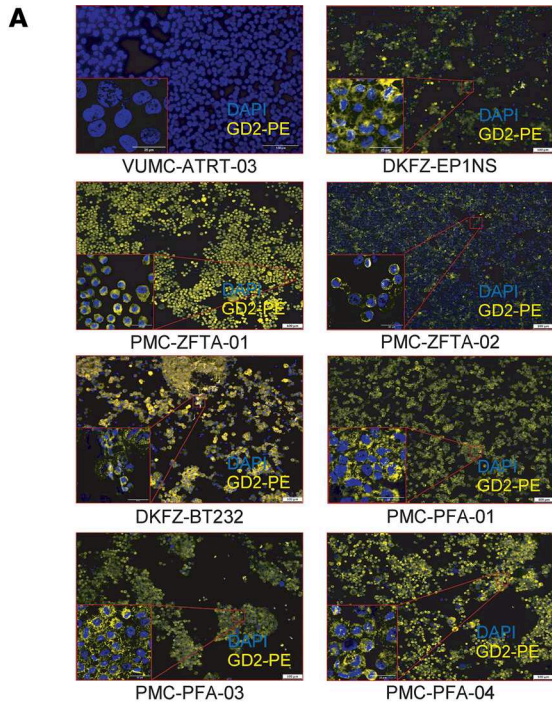 A
DAPI
GD2-PE
VUMC-ATRT-03
DAPI
GD2-PE
DKFZ-EP1NS
DAPI
GD2-PE
PMC-ZFTA-01
DAPI
GD2-PE
PMC-ZFTA-02
DAPI
GD2-PE
DKFZ-BT232
DAPI
GD2-PE
PMC-PFA-01
DAPI
GD2-PE
PMC-PFA-03
DAPI
GD2-PE
PMC-PFA-04